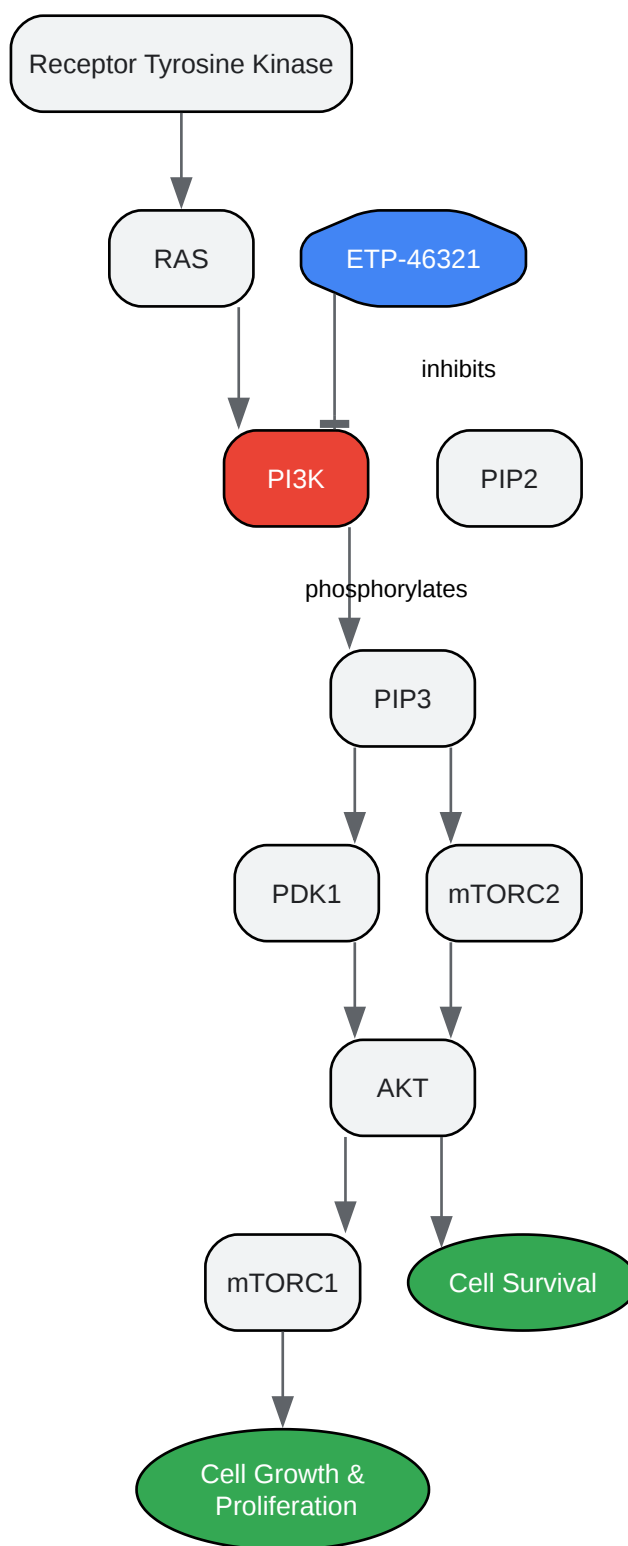 Receptor Tyrosine Kinase
RAS
ETP-46321
inhibits
PI3K
PIP2
phosphorylates
PIP3
PDK1
mTORC2
AKT
mTORC1
Cell Survival
Cell Growth &
Proliferation